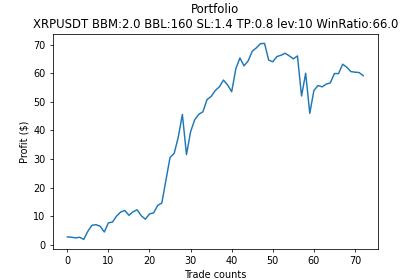 Portfolio
XRPUSDT BBM:2.0 BBL:160 SL:1.4 TP:0.8 lev:10 WinRatio:66.0
70
60
50
40
30
20
10
0
Profit ($)
0 10 20 30 40 50 60 70
Trade counts